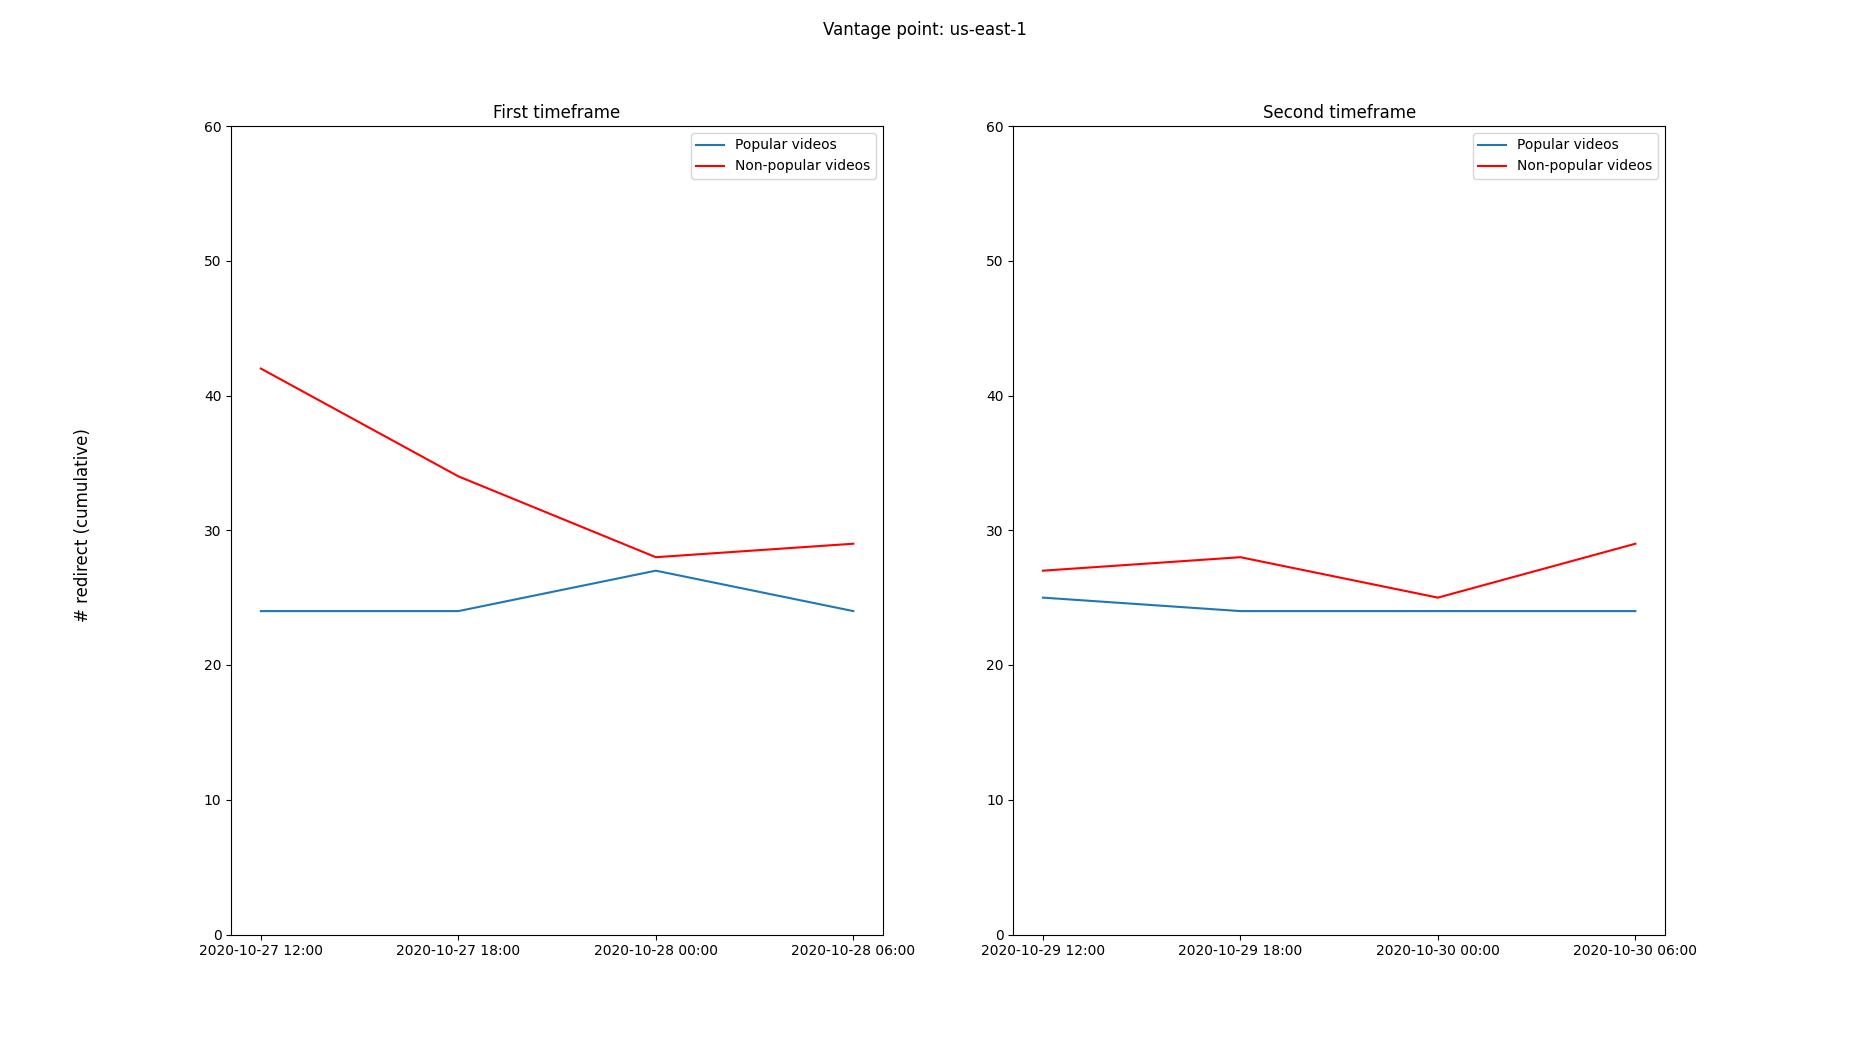 Vantage point: us-east-1
# redirect (cumulative)
First timeframe
60
50
40
30
20
10
0
Popular videos
Non-popular videos
2020-10-27 12:00
2020-10-27 18:00
2020-10-28 00:00
2020-10-28 06:00
Second timeframe
60
50
40
30
20
10
0
Popular videos
Non-popular videos
2020-10-29 12:00
2020-10-29 18:00
2020-10-30 00:00
2020-10-30 06:00